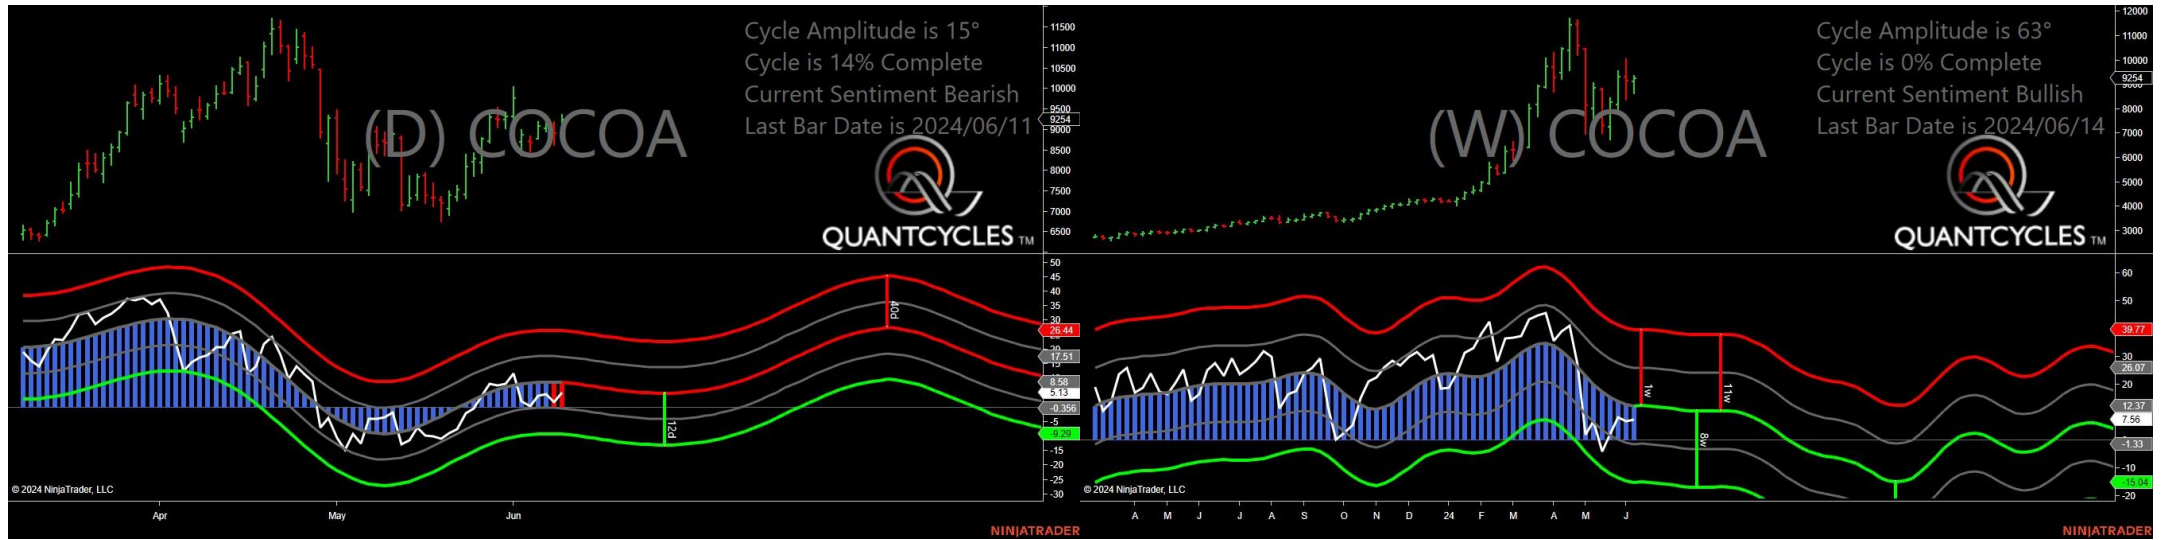 Cycle Amplitude is 15°
Cycle is 14% Complete
Current Sentiment Bearish
Last Bar Date is 2024/06/11
(D) COCOA
QUANTCYCLES TM
11500
11000
10500
10000
9500
9254
9000
8500
8000
7500
7000
6500
50
45
40
35
30
26.44
17.51
8.58
5.13
-0.356
-5
-9.29
-15
-20
-25
-30
40d
12d
© 2024 NinjaTrader, LLC
Apr May Jun
NINJATRADER
Cycle Amplitude is 63°
Cycle is 0% Complete
Current Sentiment Bullish
Last Bar Date is 2024/06/14
(W) COCOA
QUANTCYCLES TM
12000
11000
10000
9254
8000
7000
6000
5000
4000
3000
60
50
39.77
30
26.07
20
12.37
7.56
-1.33
-10
-15.04
-20
1w
11w
8w
© 2024 NinjaTrader, LLC
A M J J A S O N D 24 F M A M J
NINJATRADER